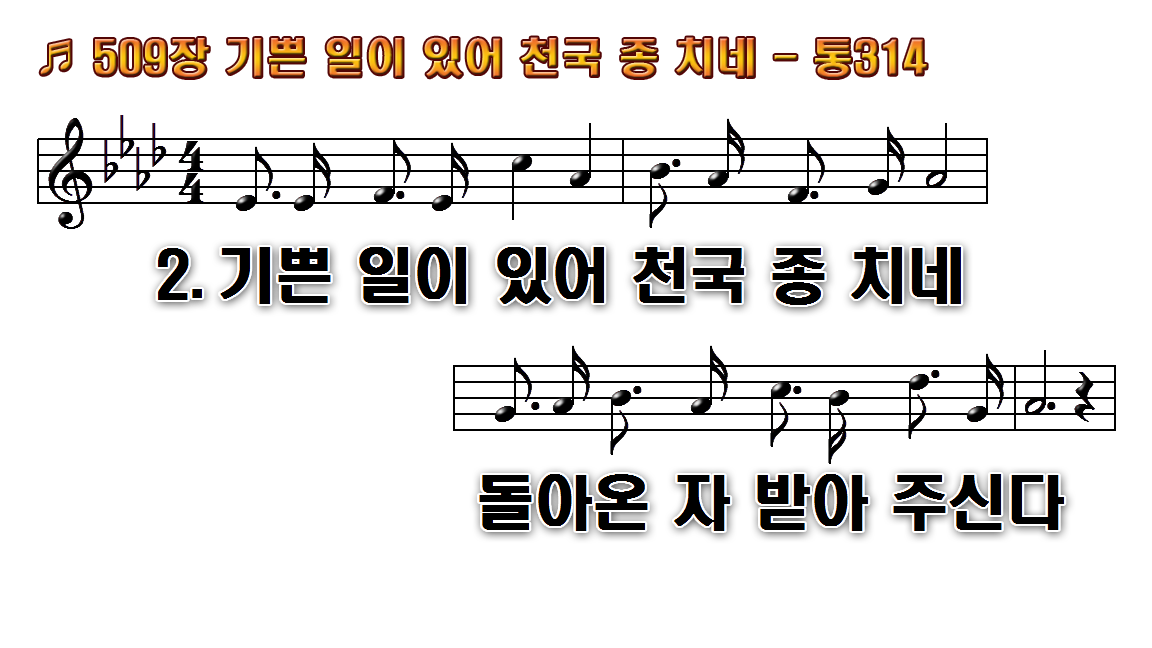 ♬ 509장 기쁜 일이 있어 천국 종 치네 - 통314
4
4
2. 기쁜 일이 있어 천국 종 치네
돌아온 자 받아 주신다